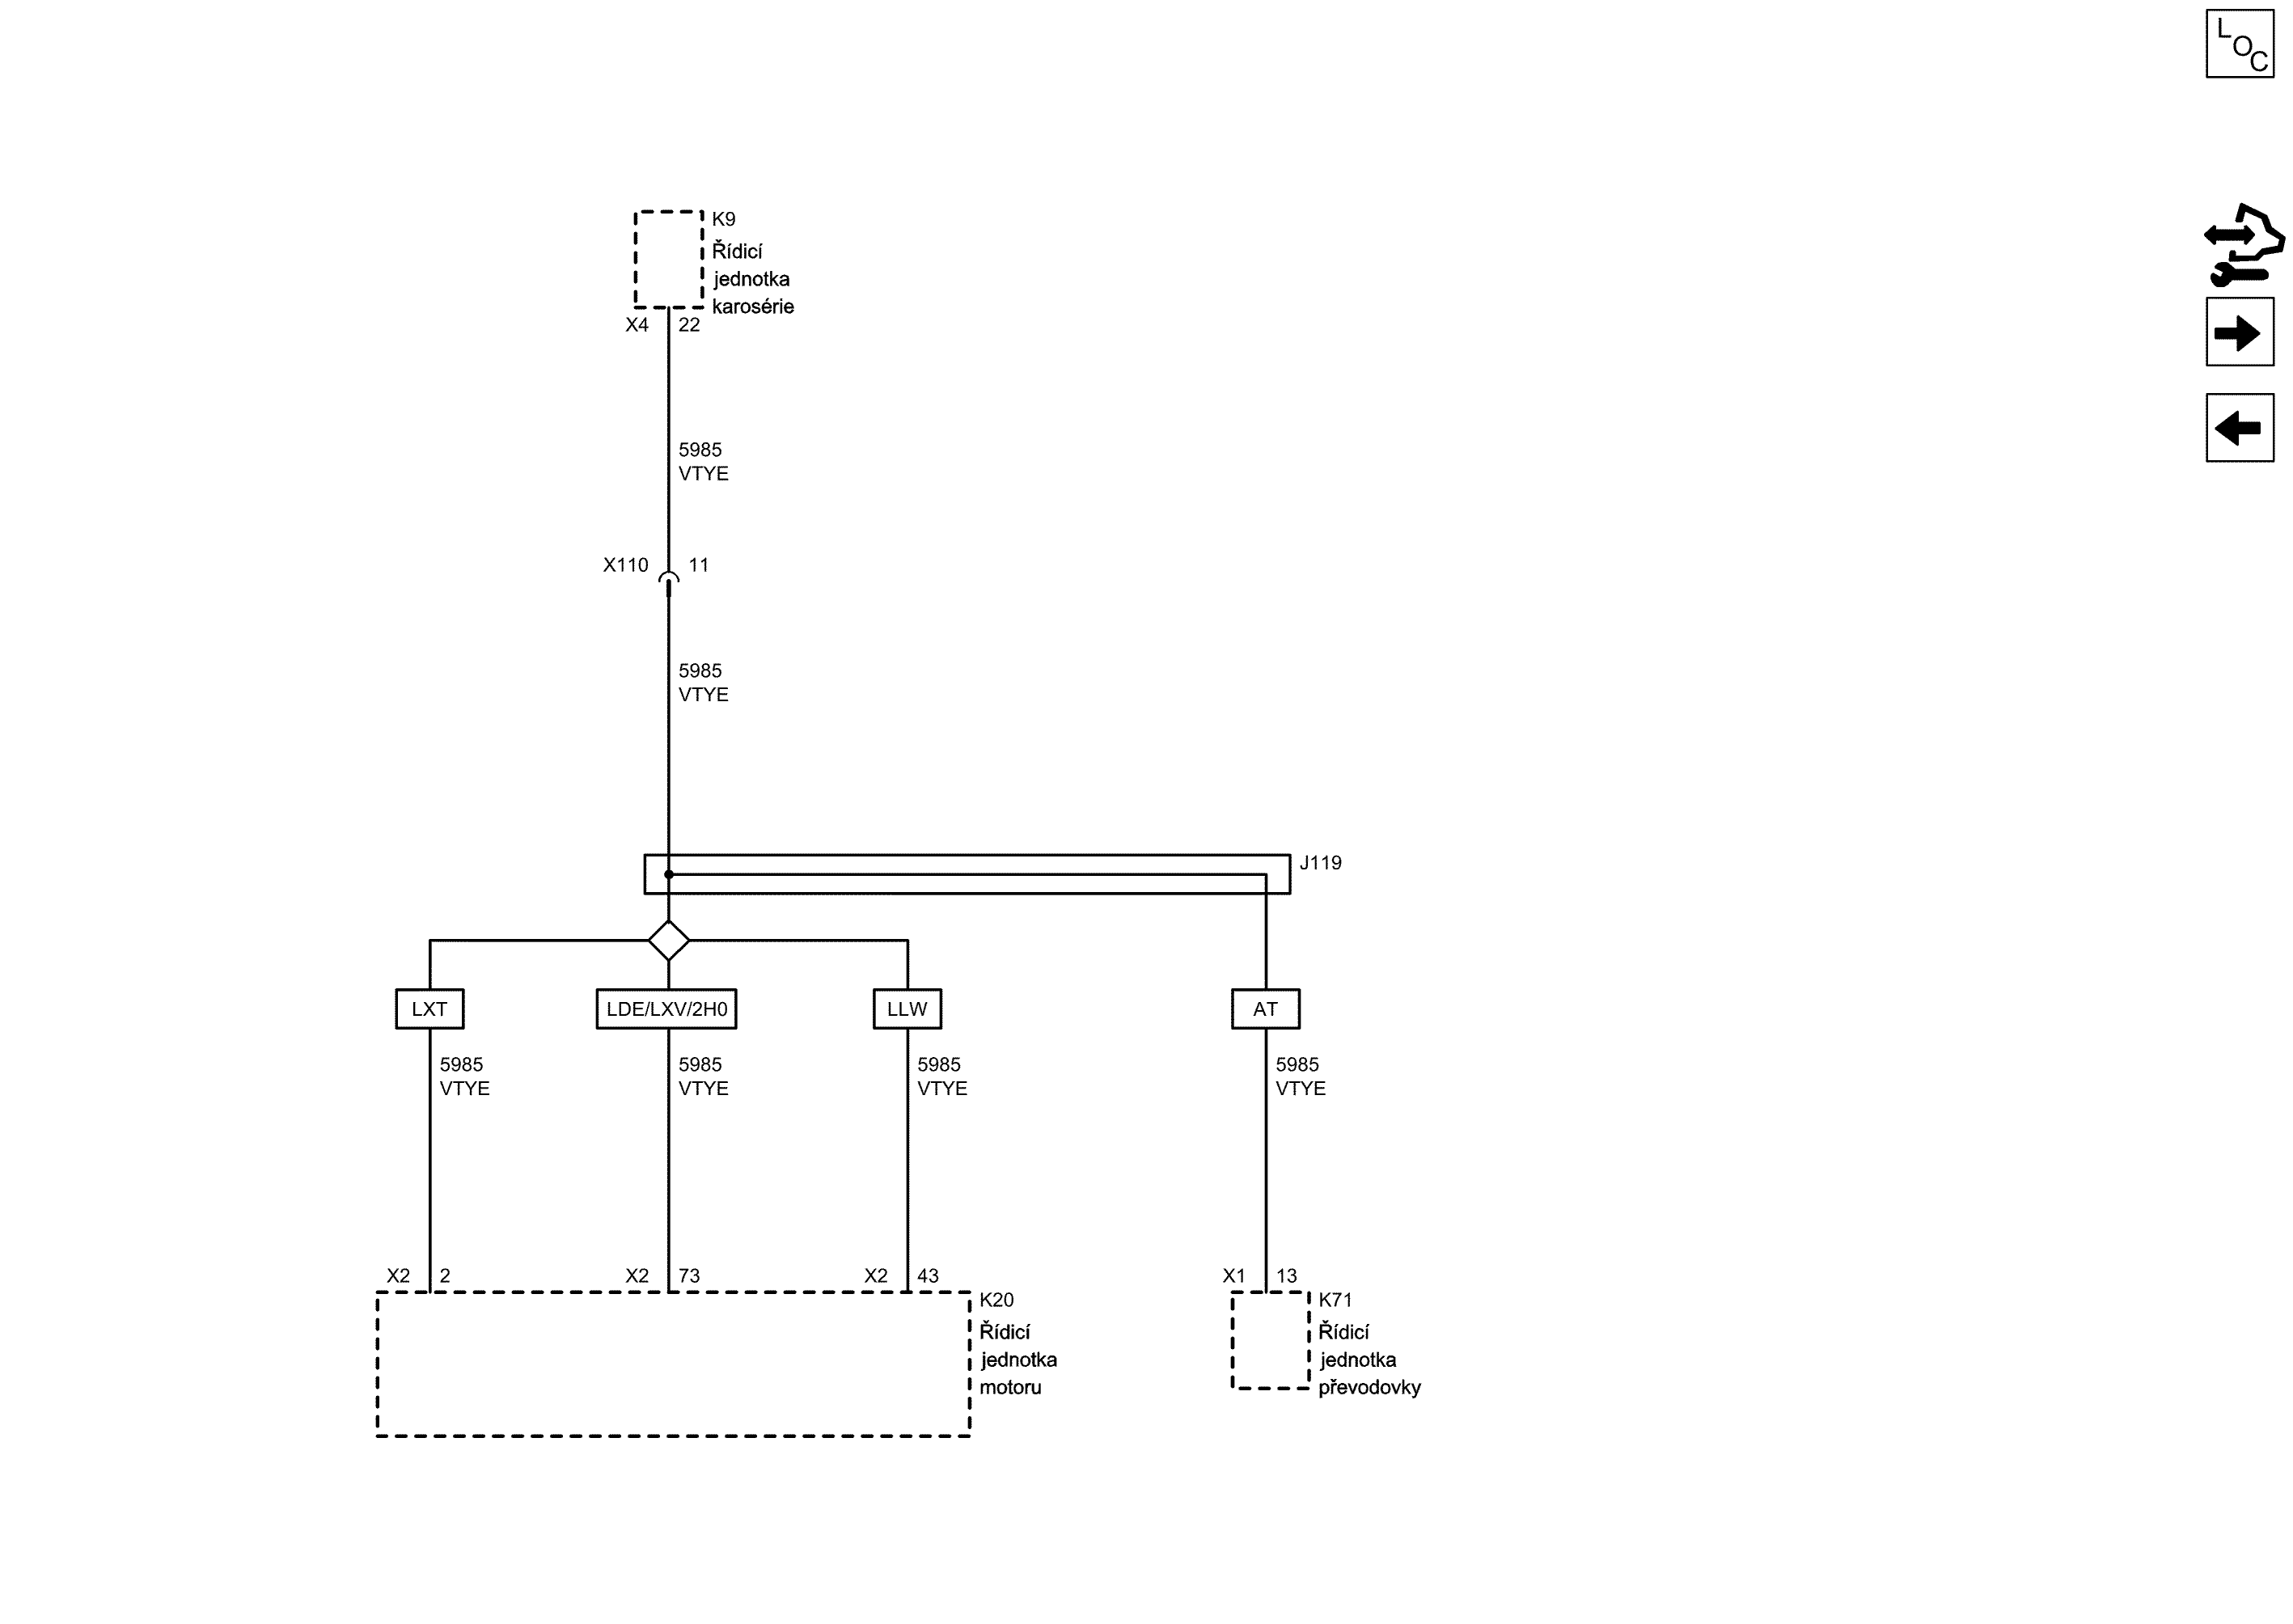 LOC
K9
Řídicí
jednotka
karosérie
X4 22
5985
VTYE
X110 11
5985
VTYE
J119
LXT LDE/LXV/2H0 LLW AT
5985 5985 5985 5985
VTYE VTYE VTYE VTYE
X2 2 X2 73 X2 43 X1 13
K20
Řídicí
jednotka
motoru
K71
Řídicí
jednotka
převodovky